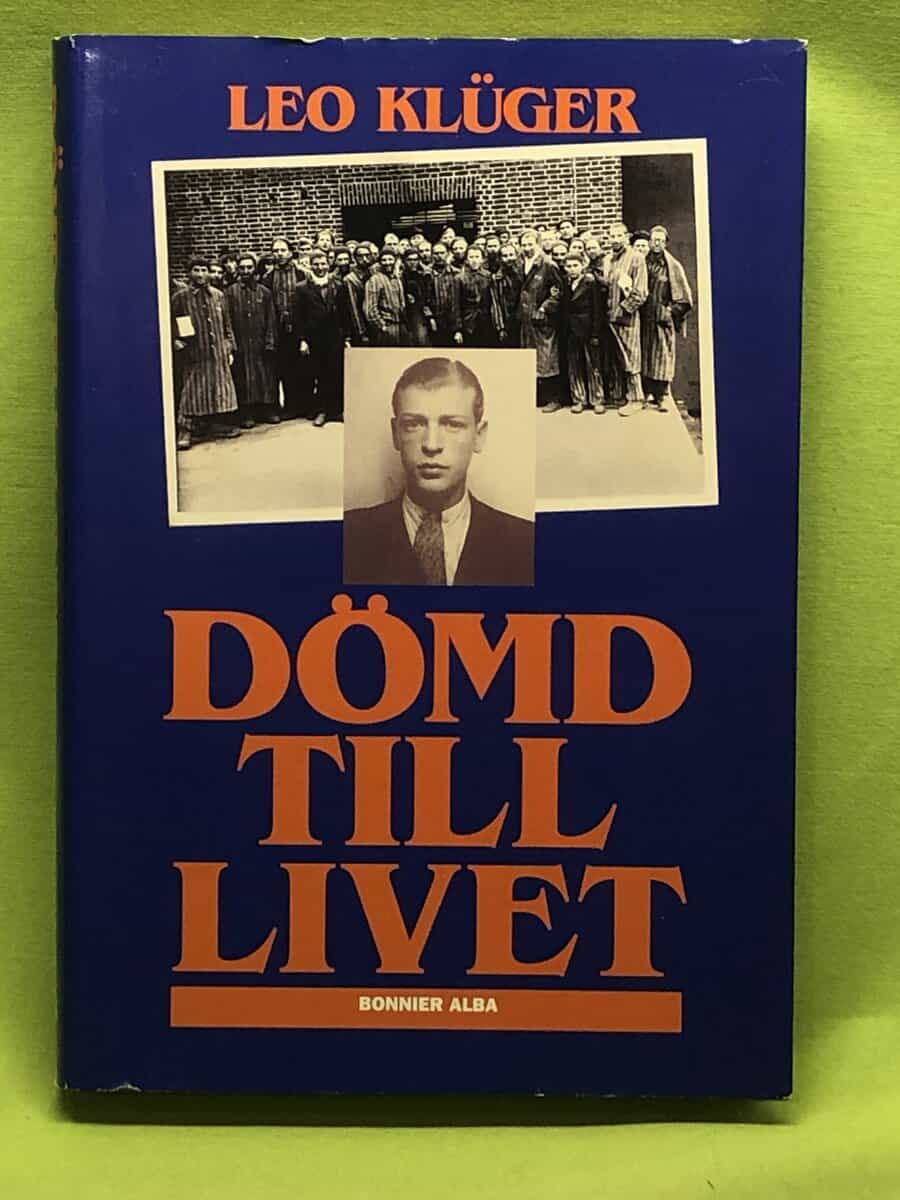 LEO KLÜGER
DÖMD
TILL
LIVET
BONNIER ALBA